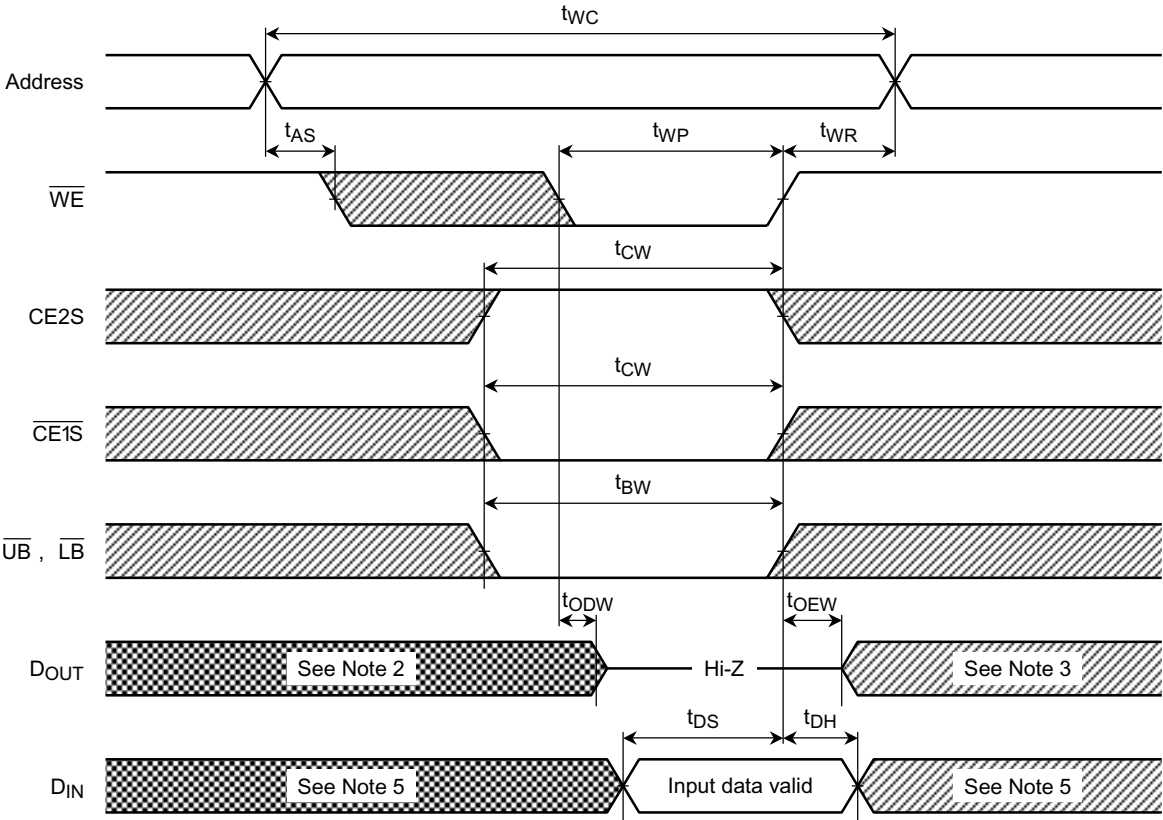 tWC
Address
tAS tWP tWR
WE
tCW
CE2S
tCW
CE1S
tBW
UB , LB
tODW tOEW
DOUT See Note 2 Hi-Z See Note 3
tDS tDH
DIN See Note 5 Input data valid See Note 5